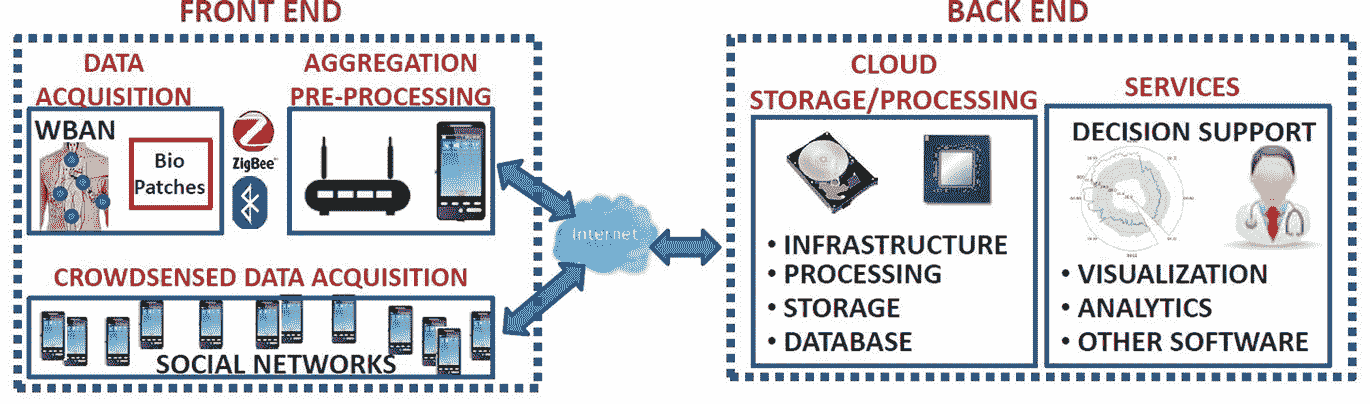 FRONT END
DATA
ACQUISITION
WBAN
Bio
Patches
ZigBee™
AGGREGATION
PRE-PROCESSING
CROWDSENSED DATA ACQUISITION
SOCIAL NETWORKS
Internet
BACK END
CLOUD
STORAGE/PROCESSING
• INFRASTRUCTURE
• PROCESSING
• STORAGE
• DATABASE
SERVICES
DECISION SUPPORT
• VISUALIZATION
• ANALYTICS
• OTHER SOFTWARE